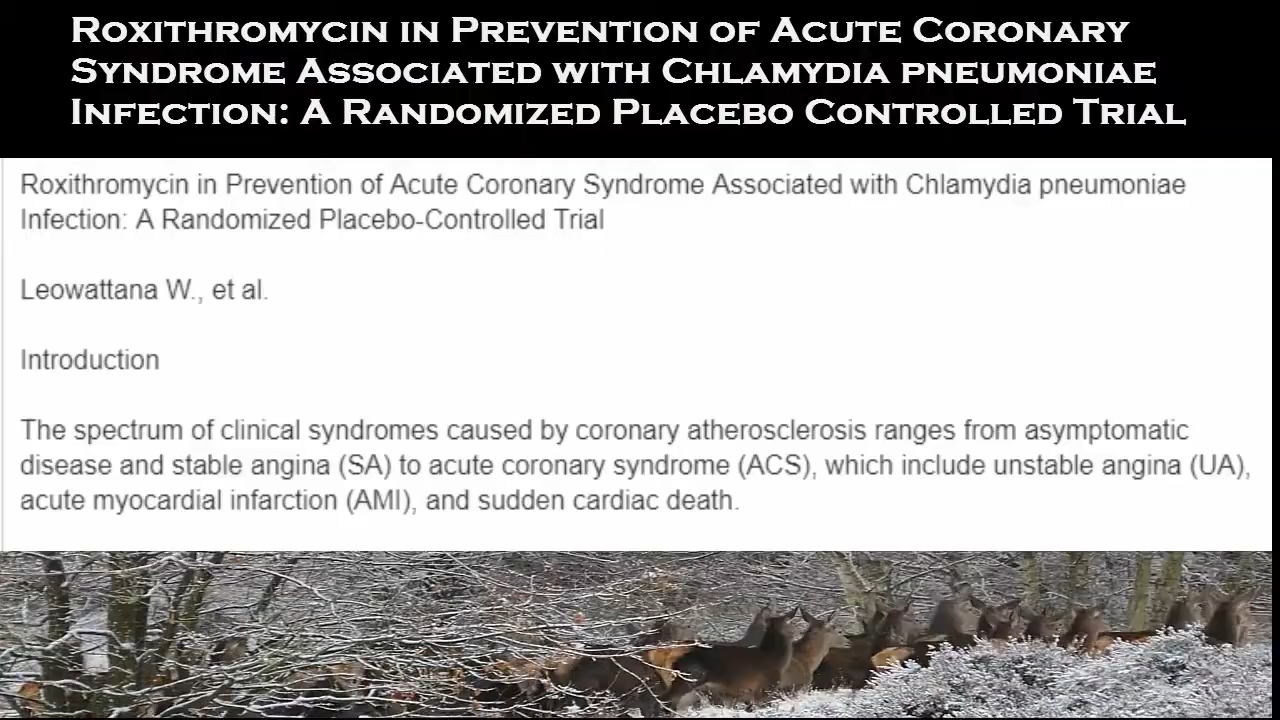 Roxithromycin in Prevention of Acute Coronary
Syndrome Associated with Chlamydia pneumoniae
Infection: A Randomized Placebo Controlled Trial
Roxithromycin in Prevention of Acute Coronary Syndrome Associated with Chlamydia pneumoniae
Infection: A Randomized Placebo-Controlled Trial
Leowattana W., et al.
Introduction
The spectrum of clinical syndromes caused by coronary atherosclerosis ranges from asymptomatic
disease and stable angina (SA) to acute coronary syndrome (ACS), which include unstable angina (UA),
acute myocardial infarction (AMI), and sudden cardiac death.